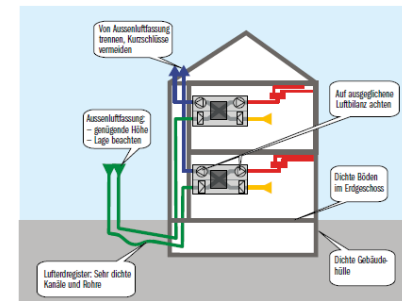 Von Aussenluftfassung
trennen, Kurzschlüsse
vermeiden
Aussenluftfassung:
– genügende Höhe
– Lage beachten
Auf ausgeglichene
Luftbilanz achten
Dichte Böden
im Erdgeschoss
Lufterdregister: Sehr dichte
Kanäle und Rohre
Dichte Gebäude-
hülle